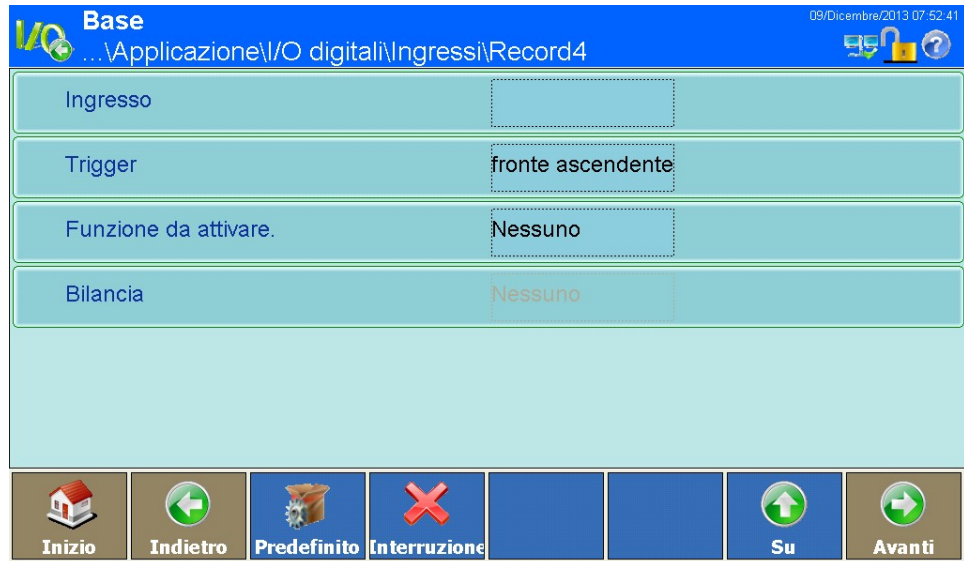 09/Dicembre/2013 07:52:41
I/O Base
...\Applicazione\I/O digitali\Ingressi\Record4
Ingresso
Trigger fronte ascendente
Funzione da attivare. Nessuno
Bilancia Nessuno
Inizio Indietro Predefinito Interruzione Su Avanti